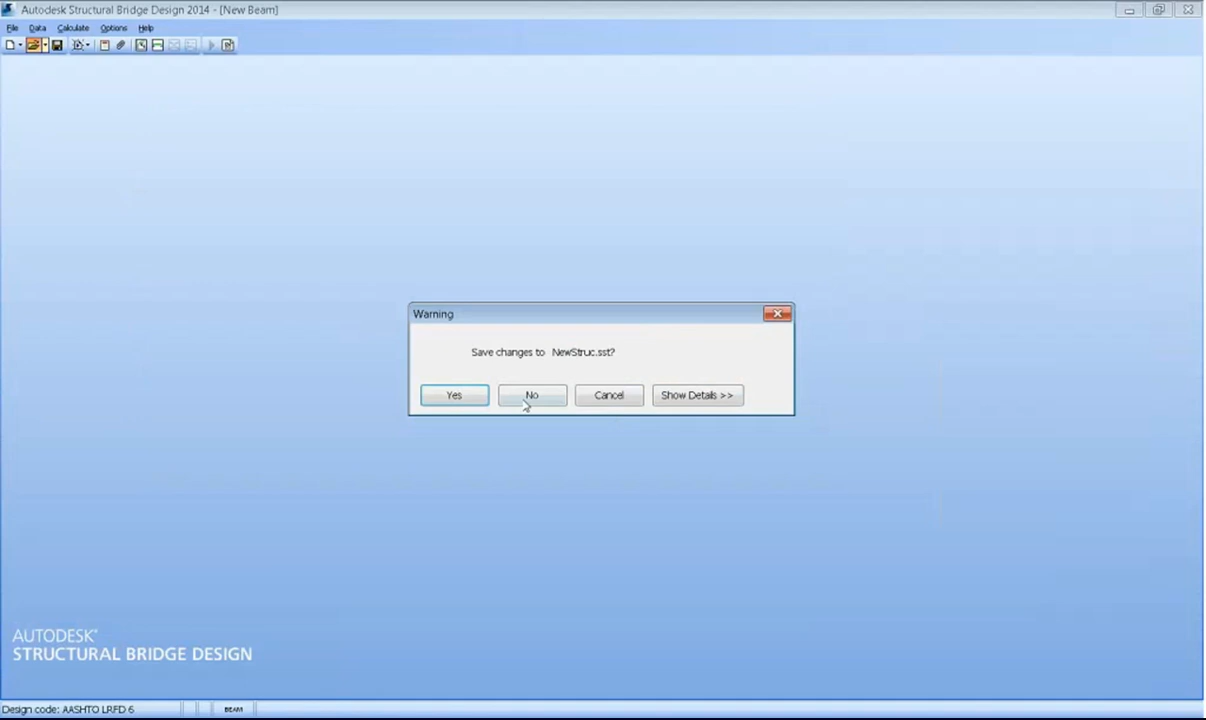 Autodesk Structural Bridge Design 2014 - [New Beam]
File Data Calculate Options Help
Warning
Save changes to NewStruc.sst?
Yes No Cancel Show Details >>
AUTODESK®
STRUCTURAL BRIDGE DESIGN
Design code: AASHTO LRFD 6 BEAM